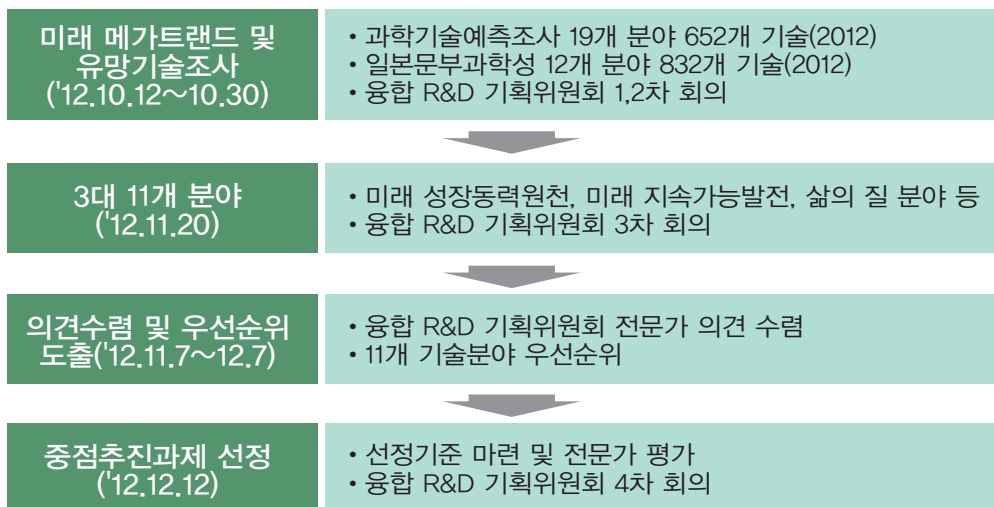 미래 메가트랜드 및
유망기술조사
('12.10.12~10.30)
• 과학기술예측조사 19개 분야 652개 기술(2012)
• 일본문부과학성 12개 분야 832개 기술(2012)
• 융합 R&D 기획위원회 1,2차 회의
3대 11개 분야
('12.11.20)
• 미래 성장동력원천, 미래 지속가능발전, 삶의 질 분야 등
• 융합 R&D 기획위원회 3차 회의
의견수렴 및 우선순위
도출('12.11.7~12.7)
• 융합 R&D 기획위원회 전문가 의견 수렴
• 11개 기술분야 우선순위
중점추진과제 선정
('12.12.12)
• 선정기준 마련 및 전문가 평가
• 융합 R&D 기획위원회 4차 회의